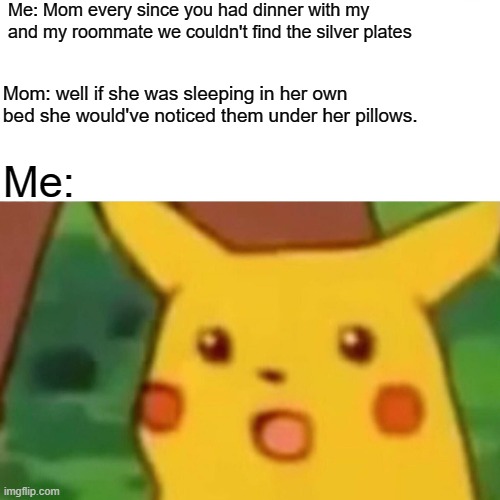 Me: Mom every since you had dinner with my
and my roommate we couldn't find the silver plates
Mom: well if she was sleeping in her own
bed she would've noticed them under her pillows.
Me:
imgflip.com